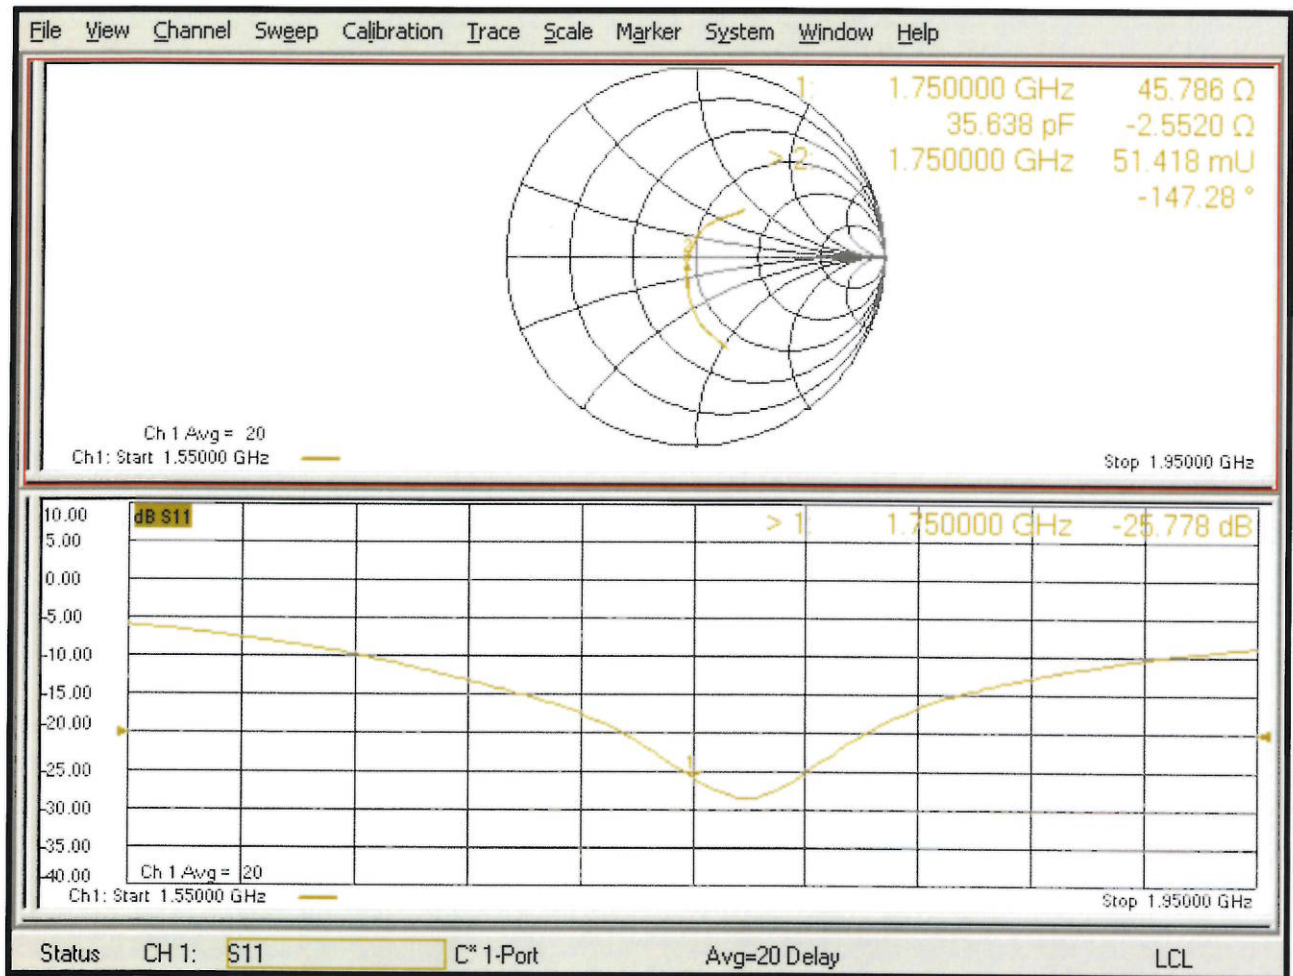 File View Channel Sweep Calibration Trace Scale Marker System Window Help
1: 1.750000 GHz 45.786 Ω
35.638 pF -2.5520 Ω
> 2: 1.750000 GHz 51.418 mU
-147.28 °
2
Ch 1 Avg = 20
Ch1: Start 1.55000 GHz
Stop 1.95000 GHz
10.00
dB S11
> 1: 1.750000 GHz -25.778 dB
5.00
0.00
-5.00
-10.00
-15.00
-20.00
1
-25.00
-30.00
-35.00
-40.00
Ch 1 Avg = 20
Ch1: Start 1.55000 GHz
Stop 1.95000 GHz
Status CH 1: S11 C* 1-Port Avg=20 Delay LCL